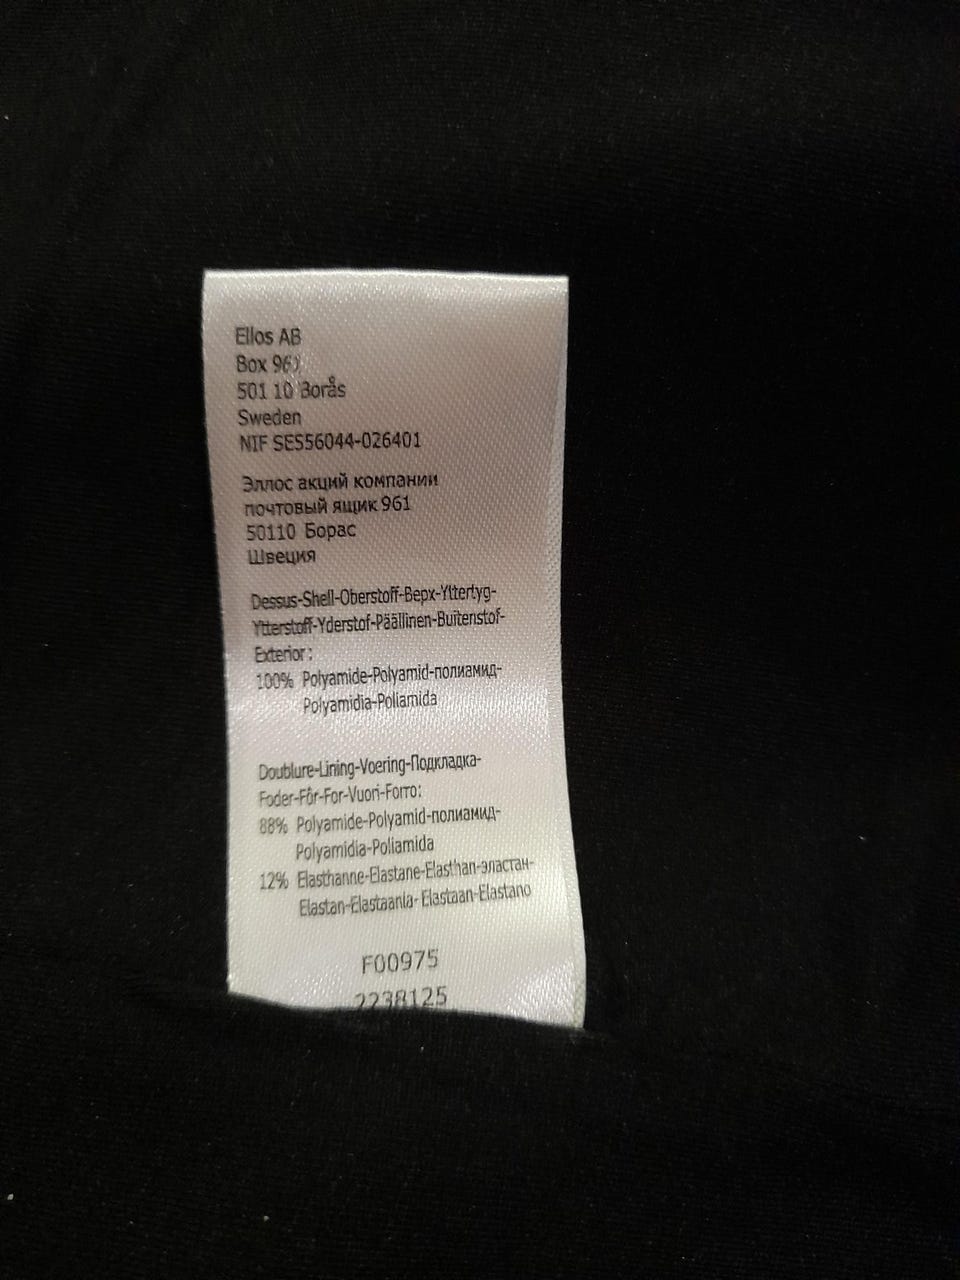 Ellos AB
Box 961
501 10 Borås
Sweden
NIF SE556044-026401
Эллос акций компании
почтовый ящик 961
50110 Борас
Швеция
Dessus-Shell-Oberstoff-Верх-Yttertyg-
Ytterstoff-Yderstof-Päällinen-Buitenstof-
Exterior:
100% Polyamide-Polyamid-полиамид-
Polyamidia-Poliamida
Doublure-Lining-Voering-Подкладка-
Foder-Fôr-For-Vuori-Forro:
88% Polyamide-Polyamid-полиамид-
Polyamidia-Poliamida
12% Elasthanne-Elastane-Elasthan-эластан-
Elastan-Elastaania- Elastaan-Elastano
F00975
2238125